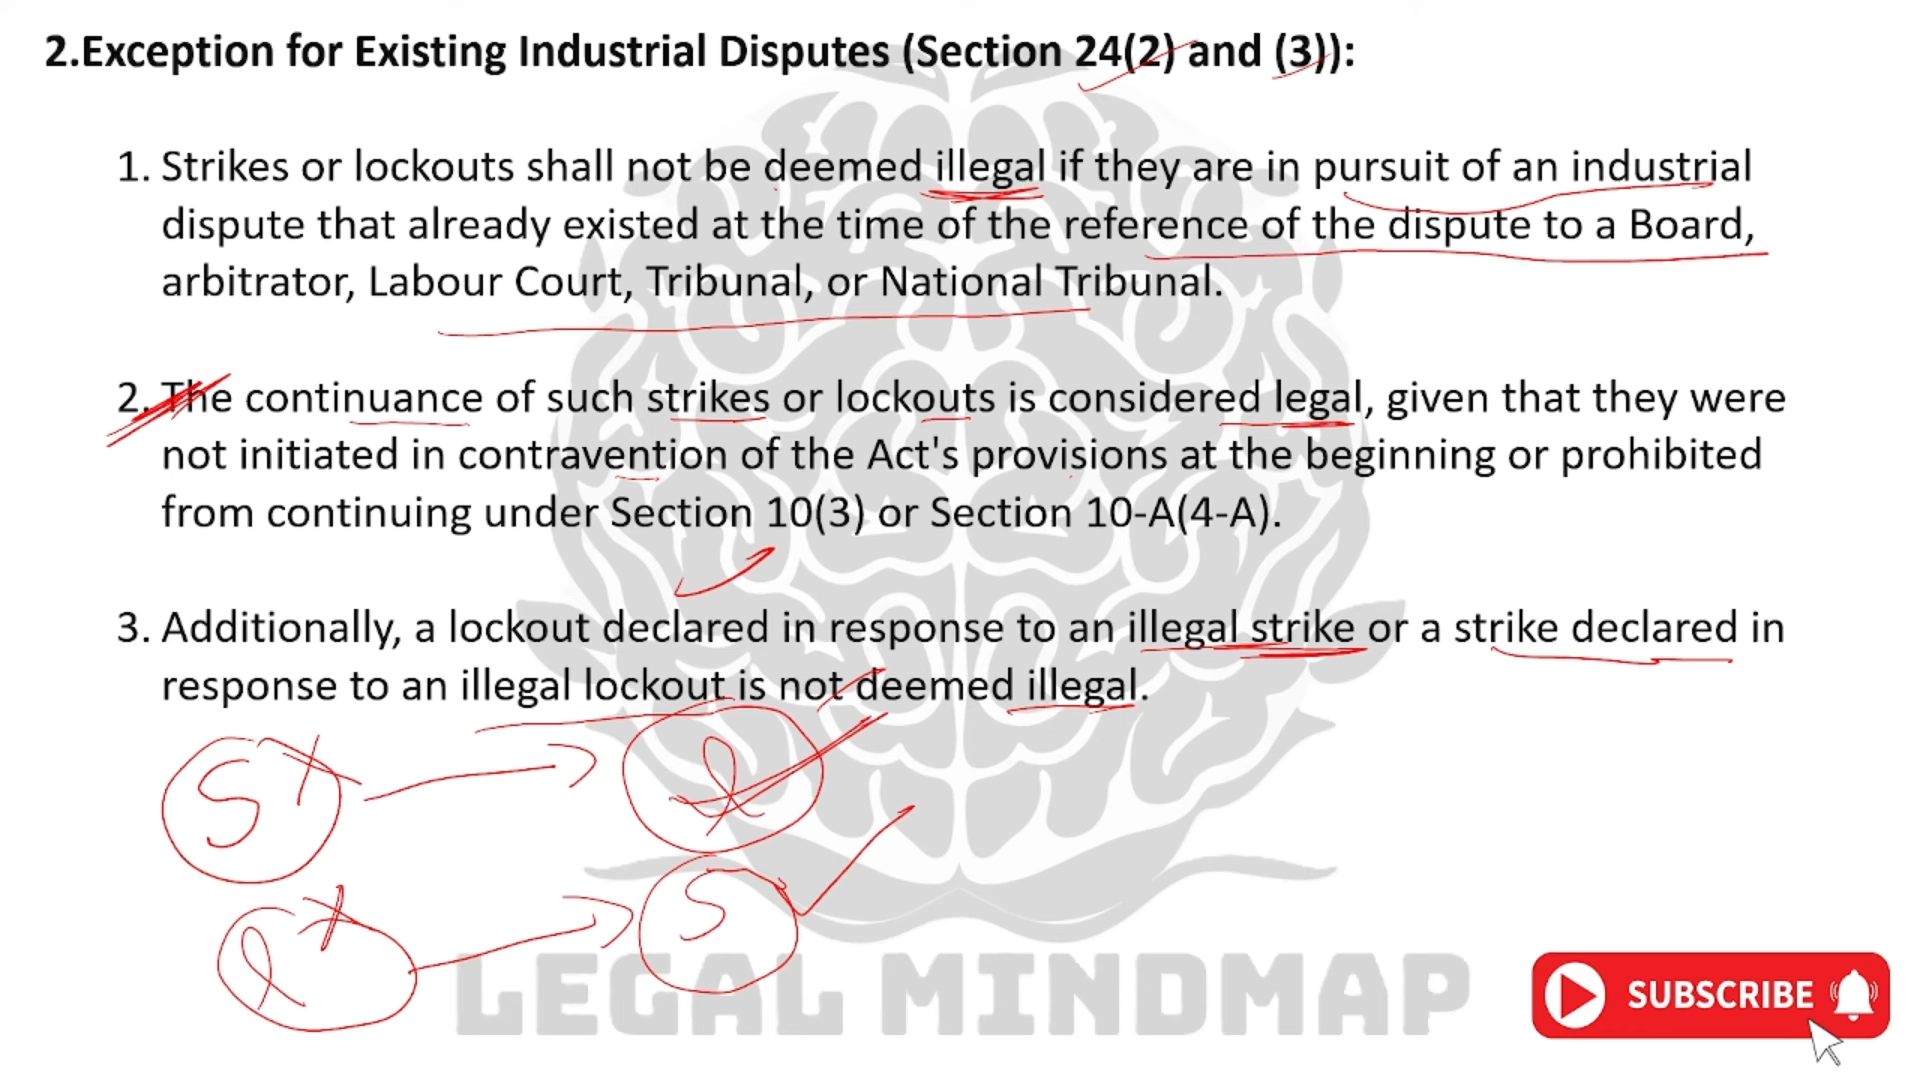 2.Exception for Existing Industrial Disputes (Section 24(2) and (3)):
1. Strikes or lockouts shall not be deemed illegal if they are in pursuit of an industrial
dispute that already existed at the time of the reference of the dispute to a Board,
arbitrator, Labour Court, Tribunal, or National Tribunal.
2. The continuance of such strikes or lockouts is considered legal, given that they were
not initiated in contravention of the Act's provisions at the beginning or prohibited
from continuing under Section 10(3) or Section 10-A(4-A).
3. Additionally, a lockout declared in response to an illegal strike or a strike declared in
response to an illegal lockout is not deemed illegal.
S l
l S
LEGAL MINDMAP
SUBSCRIBE